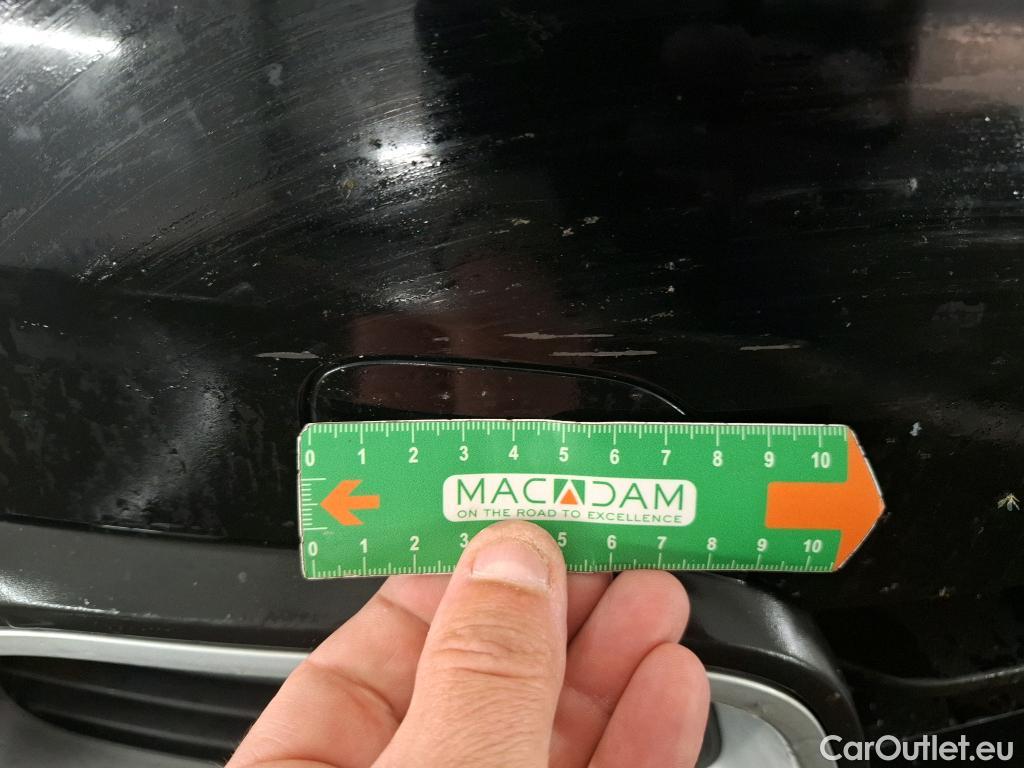 0 1 2 3 4 5 6 7 8 9 10
MACADAM
ON THE ROAD TO EXCELLENCE
0 1 2 3 5 6 7 8 9 10
CarOutlet.eu